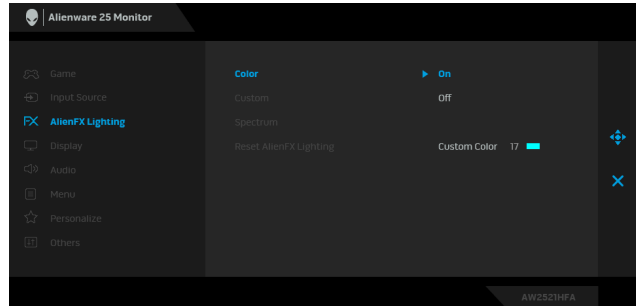 Alienware 25 Monitor
Game
Input Source
FX AlienFX Lighting
Display
Audio
Menu
Personalize
Others
Color On
Custom Off
Spectrum
Reset AlienFX Lighting Custom Color 17
AW2521HFA